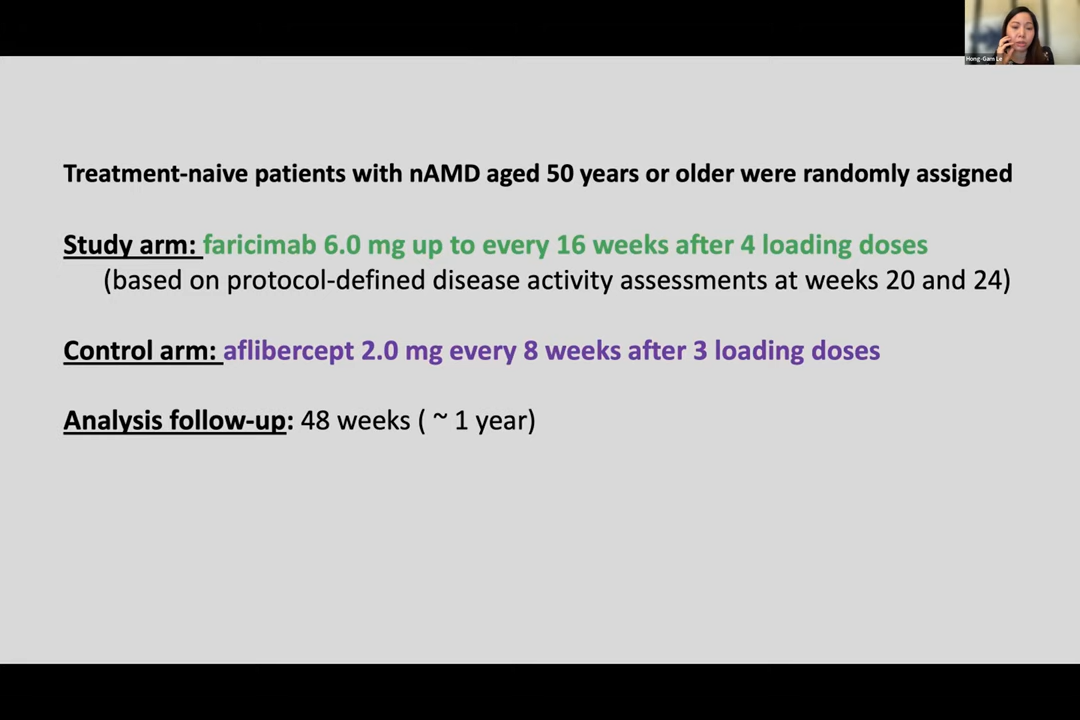 Hong-Gam Le
Treatment-naive patients with nAMD aged 50 years or older were randomly assigned
Study arm: faricimab 6.0 mg up to every 16 weeks after 4 loading doses
(based on protocol-defined disease activity assessments at weeks 20 and 24)
Control arm: aflibercept 2.0 mg every 8 weeks after 3 loading doses
Analysis follow-up: 48 weeks ( ~ 1 year)